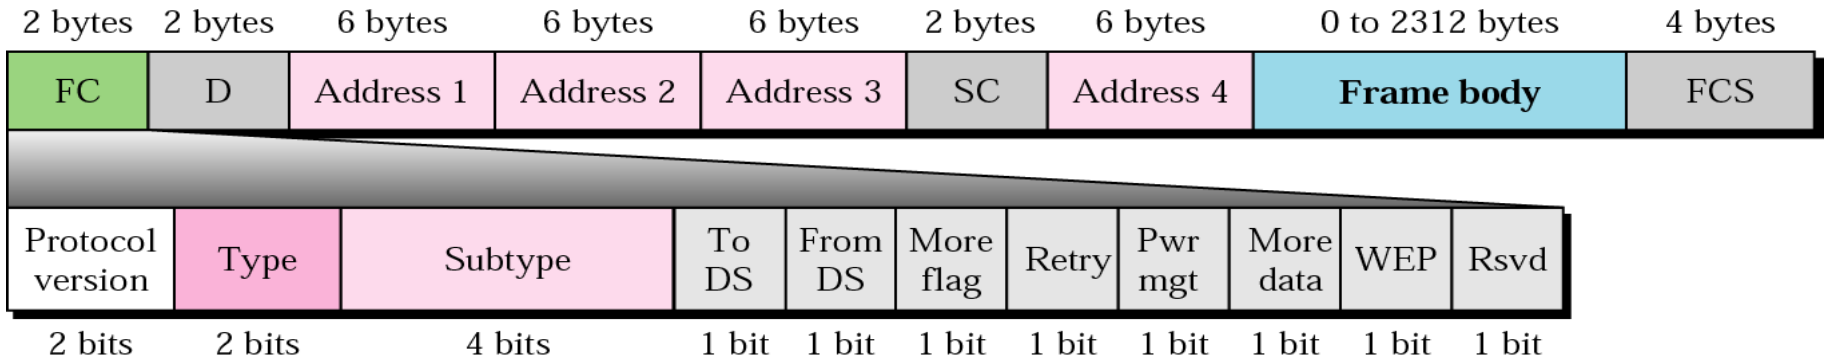 2 bytes 2 bytes 6 bytes 6 bytes 6 bytes 2 bytes 6 bytes 0 to 2312 bytes 4 bytes
FC D Address 1 Address 2 Address 3 SC Address 4 Frame body FCS
Protocol version Type Subtype To DS From DS More flag Retry Pwr mgt More data WEP Rsvd
2 bits 2 bits 4 bits 1 bit 1 bit 1 bit 1 bit 1 bit 1 bit 1 bit 1 bit